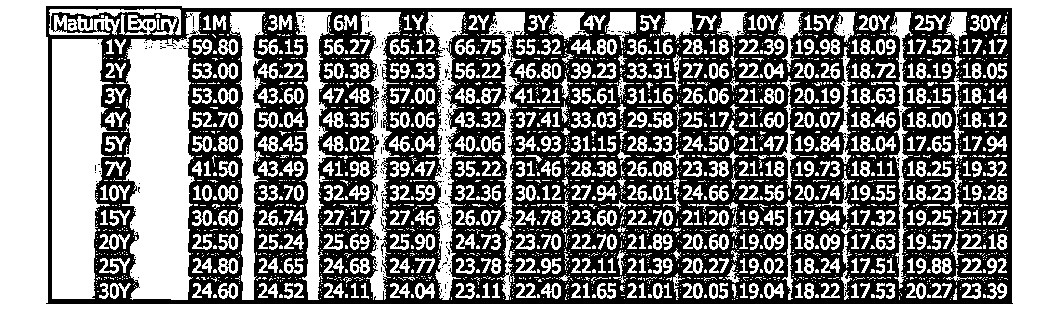 Maturity|Expiry 1M 3M 6M 1Y 2Y 3Y 4Y 5Y 7Y 10Y 15Y 20Y 25Y 30Y
1Y 59.80 56.15 56.27 65.12 66.75 55.32 44.80 36.16 28.18 22.39 19.98 18.09 17.52 17.17
2Y 53.00 46.22 50.38 59.33 56.22 46.80 39.23 33.31 27.06 22.04 20.26 18.72 18.19 18.05
3Y 53.00 43.60 47.48 57.00 48.87 41.21 35.61 31.16 26.06 21.80 20.19 18.63 18.15 18.14
4Y 52.70 50.04 48.35 50.06 43.32 37.41 33.03 29.58 25.17 21.60 20.07 18.46 18.00 18.12
5Y 50.80 48.45 48.02 46.04 40.06 34.93 31.15 28.33 24.50 21.47 19.84 18.04 17.65 17.94
7Y 41.50 43.49 41.98 39.47 35.22 31.46 28.38 26.08 23.38 21.18 19.73 18.11 18.25 19.32
10Y 10.00 33.70 32.49 32.59 32.36 30.12 27.94 26.01 24.66 22.56 20.74 19.55 18.23 19.28
15Y 30.60 26.74 27.17 27.46 26.07 24.78 23.60 22.70 21.20 19.45 17.94 17.32 19.25 21.27
20Y 25.50 25.24 25.69 25.90 24.73 23.70 22.70 21.89 20.60 19.09 18.09 17.63 19.57 22.18
25Y 24.80 24.65 24.68 24.77 23.78 22.95 22.11 21.39 20.27 19.02 18.24 17.51 19.88 22.92
30Y 24.60 24.52 24.11 24.04 23.11 22.40 21.65 21.01 20.05 19.04 18.22 17.53 20.27 23.39